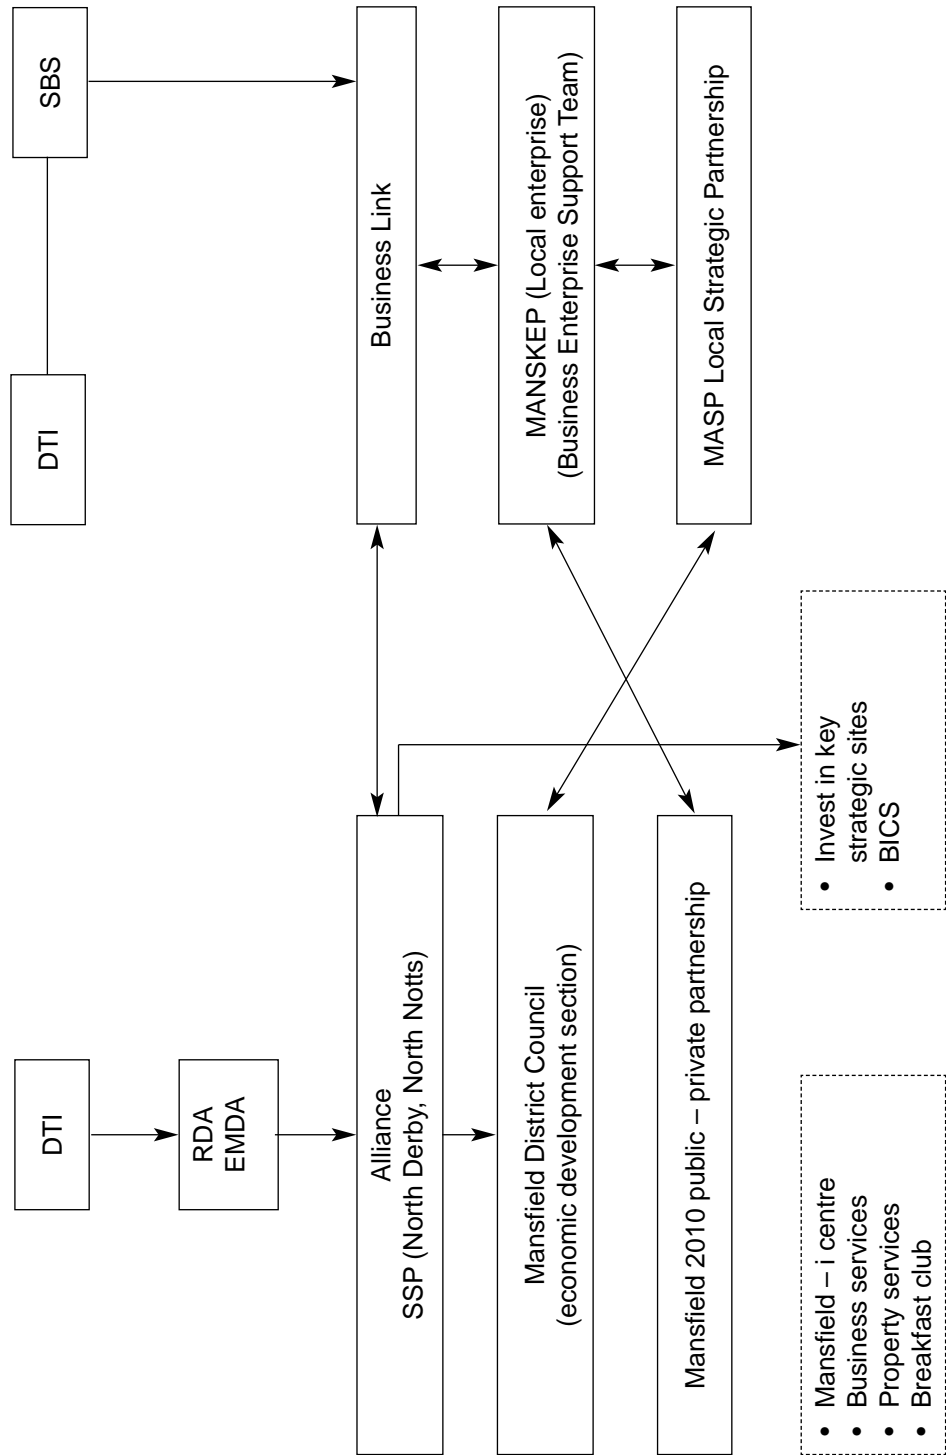 DTI
RDA
EMDA
Alliance
SSP (North Derby, North Notts)
Mansfield District Council
(economic development section)
Mansfield 2010 public – private partnership
• Mansfield – i centre
• Business services
• Property services
• Breakfast club
• Invest in key
strategic sites
• BICS
DTI
SBS
Business Link
MANSKEP (Local enterprise)
(Business Enterprise Support Team)
MASP Local Strategic Partnership